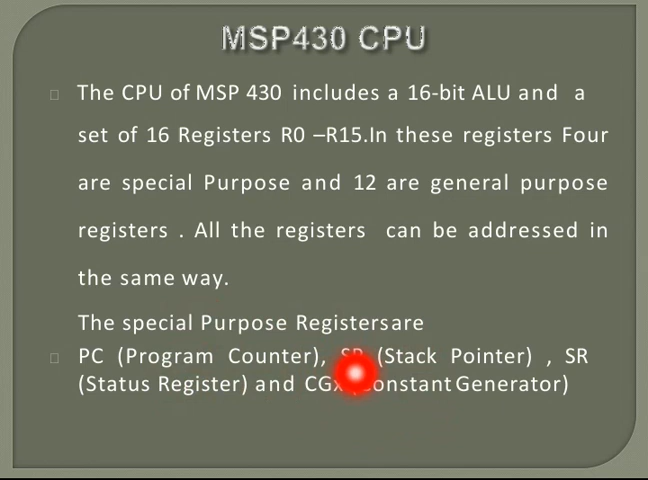 MSP430 CPU
The CPU of MSP 430 includes a 16-bit ALU and a
set of 16 Registers R0 –R15.In these registers Four
are special Purpose and 12 are general purpose
registers . All the registers can be addressed in
the same way.
The special Purpose Registersare
PC (Program Counter), SP (Stack Pointer) , SR
(Status Register) and CGx (Constant Generator)